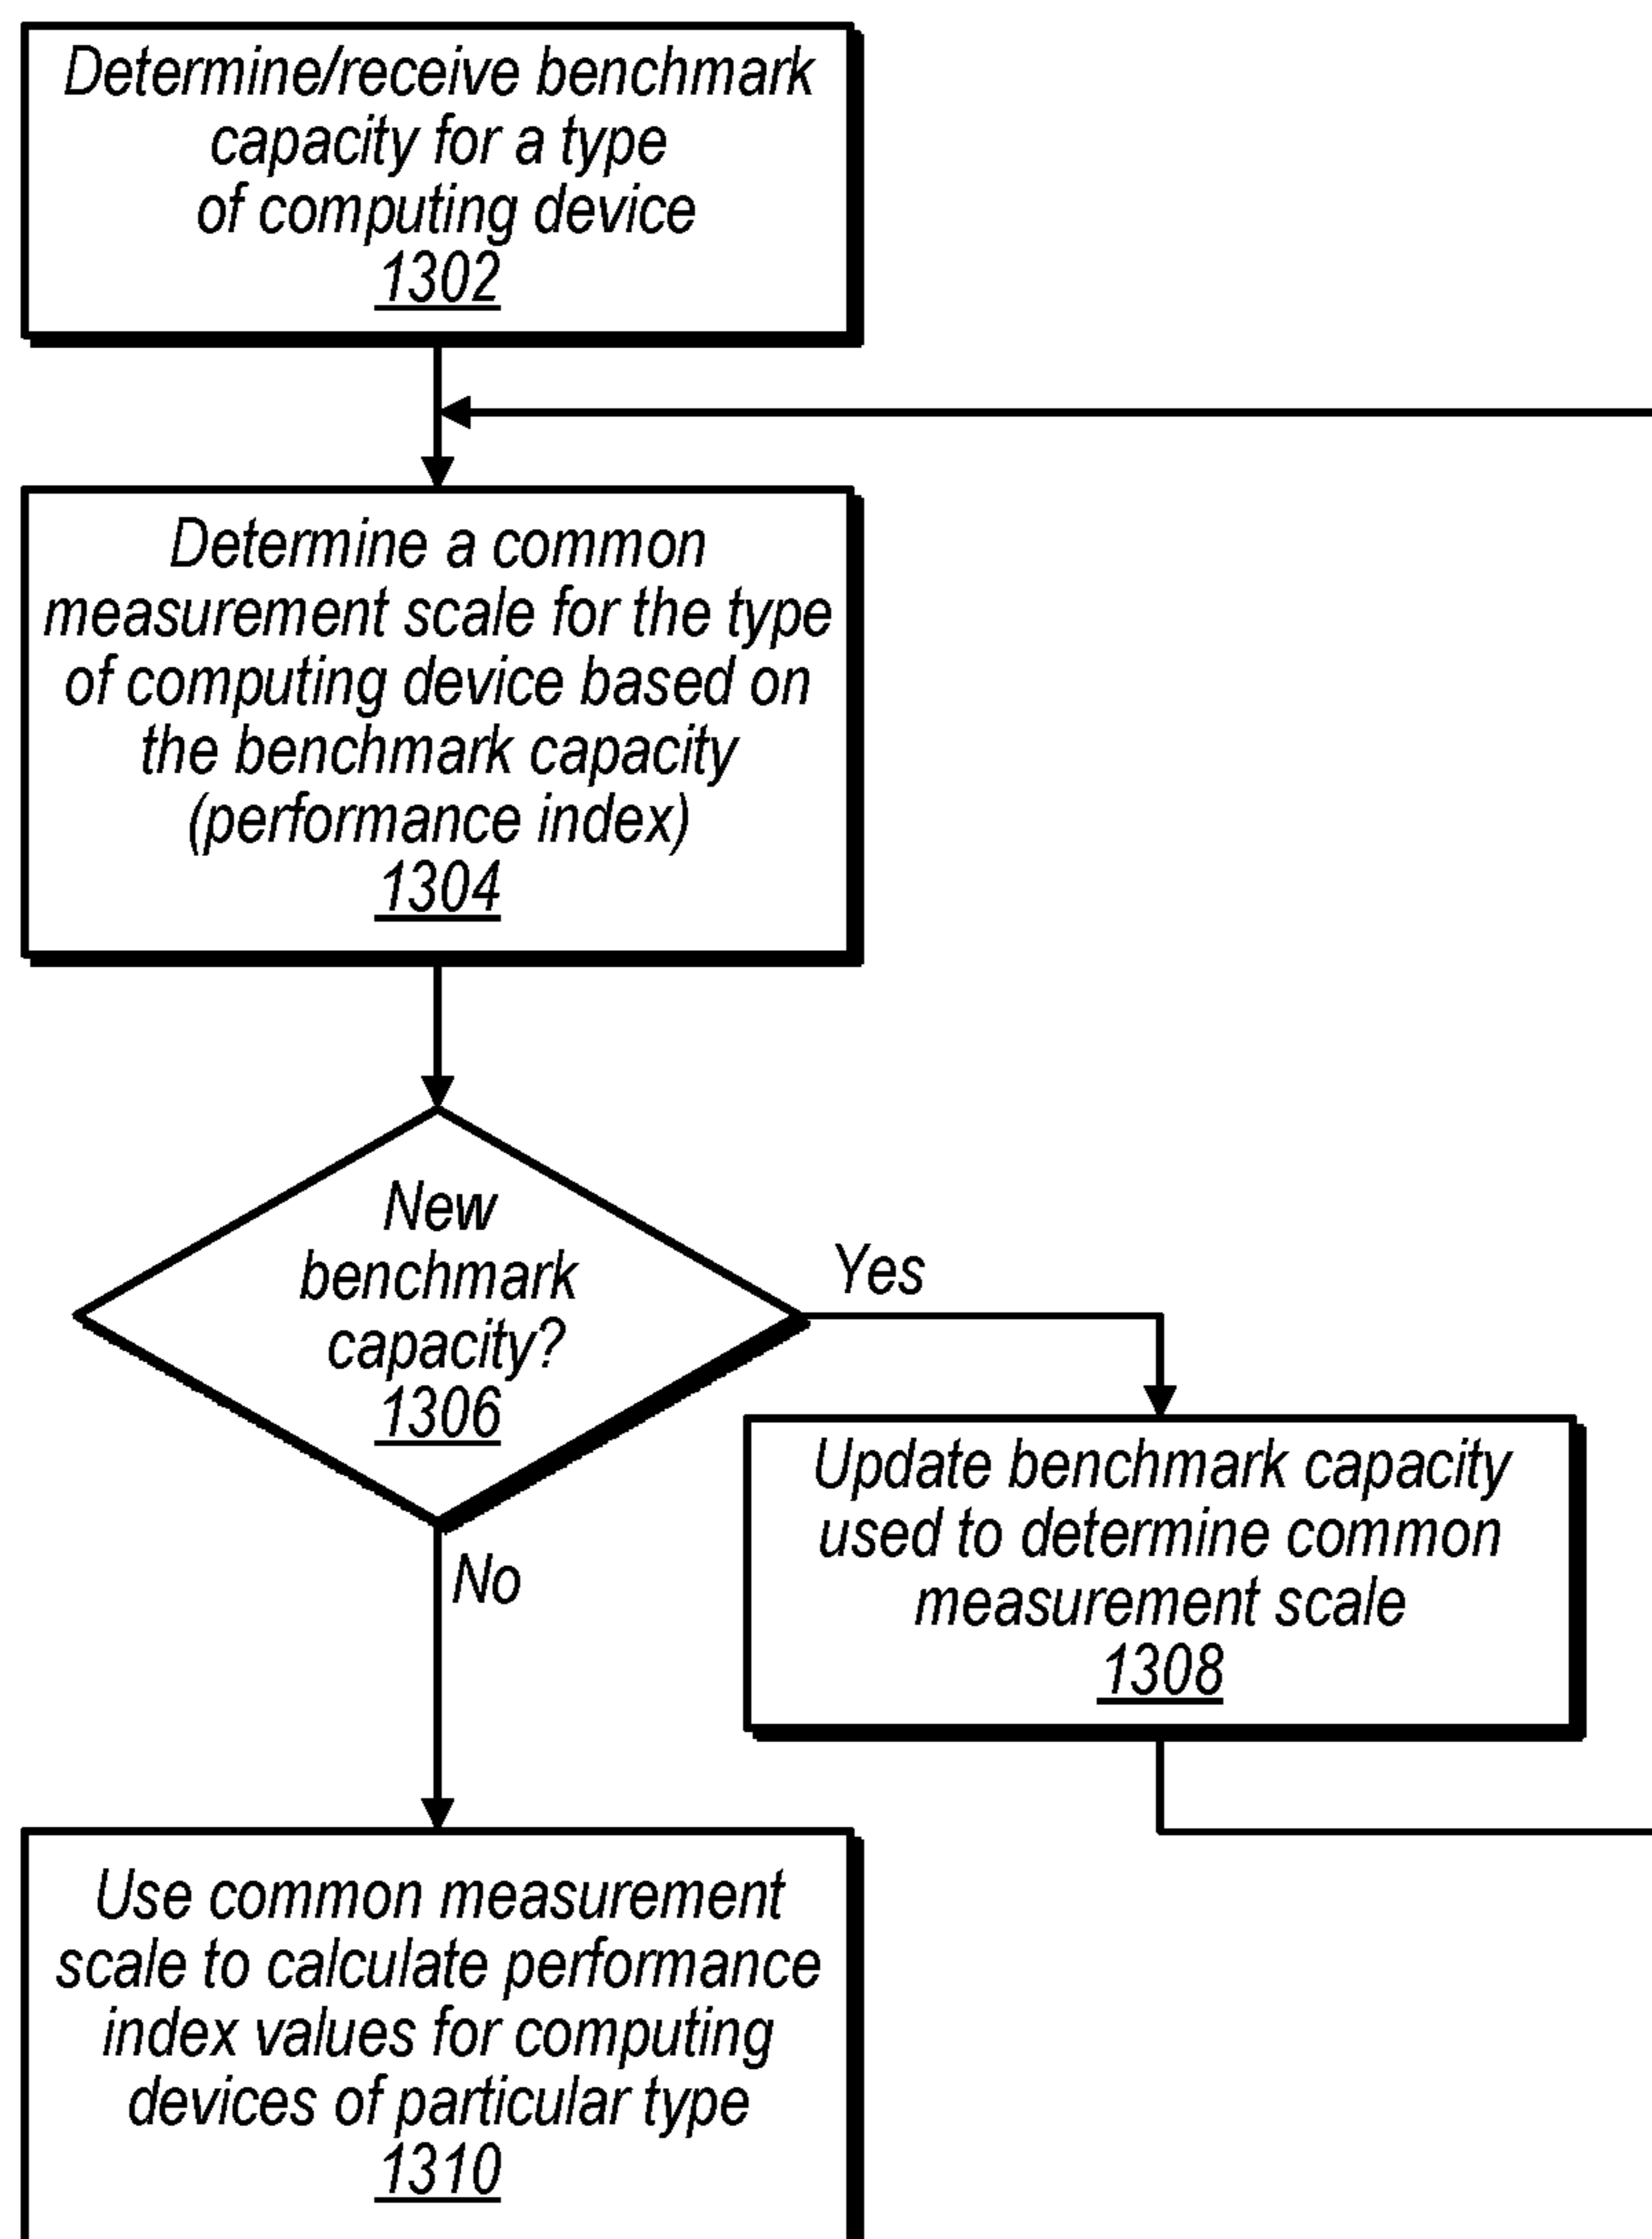 Determine/receive benchmark
capacity for a type
of computing device
1302
Determine a common
measurement scale for the type
of computing device based on
the benchmark capacity
(performance index)
1304
New
benchmark
capacity?
1306
Yes
No
Update benchmark capacity
used to determine common
measurement scale
1308
Use common measurement
scale to calculate performance
index values for computing
devices of particular type
1310